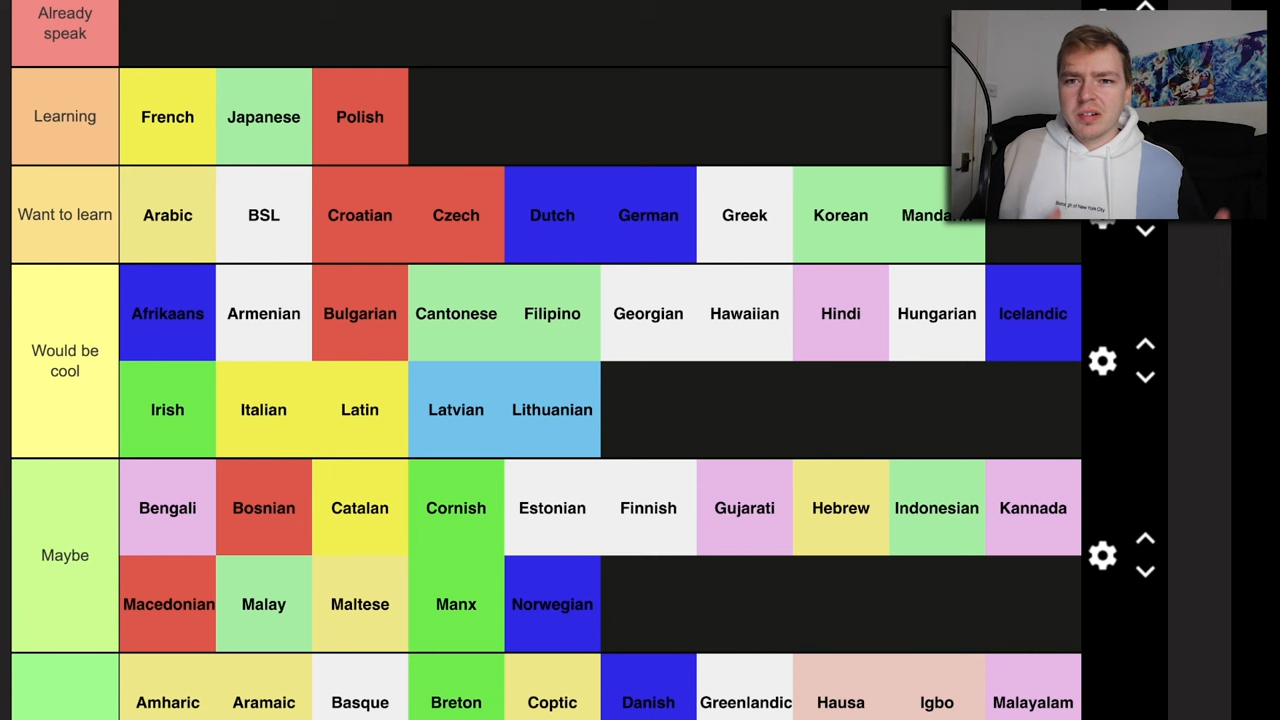 Already
speak
Learning
French Japanese Polish
Want to learn
Arabic BSL Croatian Czech Dutch German Greek Korean
Would be
cool
Afrikaans Armenian Bulgarian Cantonese Filipino Georgian Hawaiian Hindi Hungarian Icelandic
Irish Italian Latin Latvian Lithuanian
Maybe
Bengali Bosnian Catalan Cornish Estonian Finnish Gujarati Hebrew Indonesian Kannada
Macedonian Malay Maltese Manx Norwegian
Amharic Aramaic Basque Breton Coptic Danish Greenlandic Hausa Igbo Malayalam